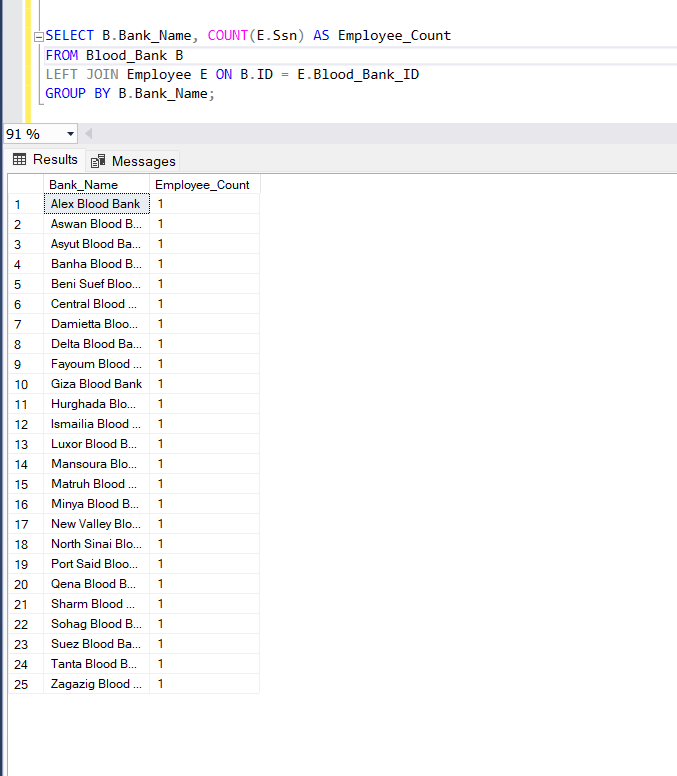 SELECT B.Bank_Name, COUNT(E.Ssn) AS Employee_Count
FROM Blood_Bank B
LEFT JOIN Employee E ON B.ID = E.Blood_Bank_ID
GROUP BY B.Bank_Name;
91 %
Results Messages
Bank_Name Employee_Count
1 Alex Blood Bank 1
2 Aswan Blood B... 1
3 Asyut Blood Ba... 1
4 Banha Blood B... 1
5 Beni Suef Bloo... 1
6 Central Blood ... 1
7 Damietta Bloo... 1
8 Delta Blood Ba... 1
9 Fayoum Blood ... 1
10 Giza Blood Bank 1
11 Hurghada Blo... 1
12 Ismailia Blood ... 1
13 Luxor Blood B... 1
14 Mansoura Blo... 1
15 Matruh Blood ... 1
16 Minya Blood B... 1
17 New Valley Blo... 1
18 North Sinai Blo... 1
19 Port Said Bloo... 1
20 Qena Blood B... 1
21 Sharm Blood ... 1
22 Sohag Blood B... 1
23 Suez Blood Ba... 1
24 Tanta Blood B... 1
25 Zagazig Blood ... 1